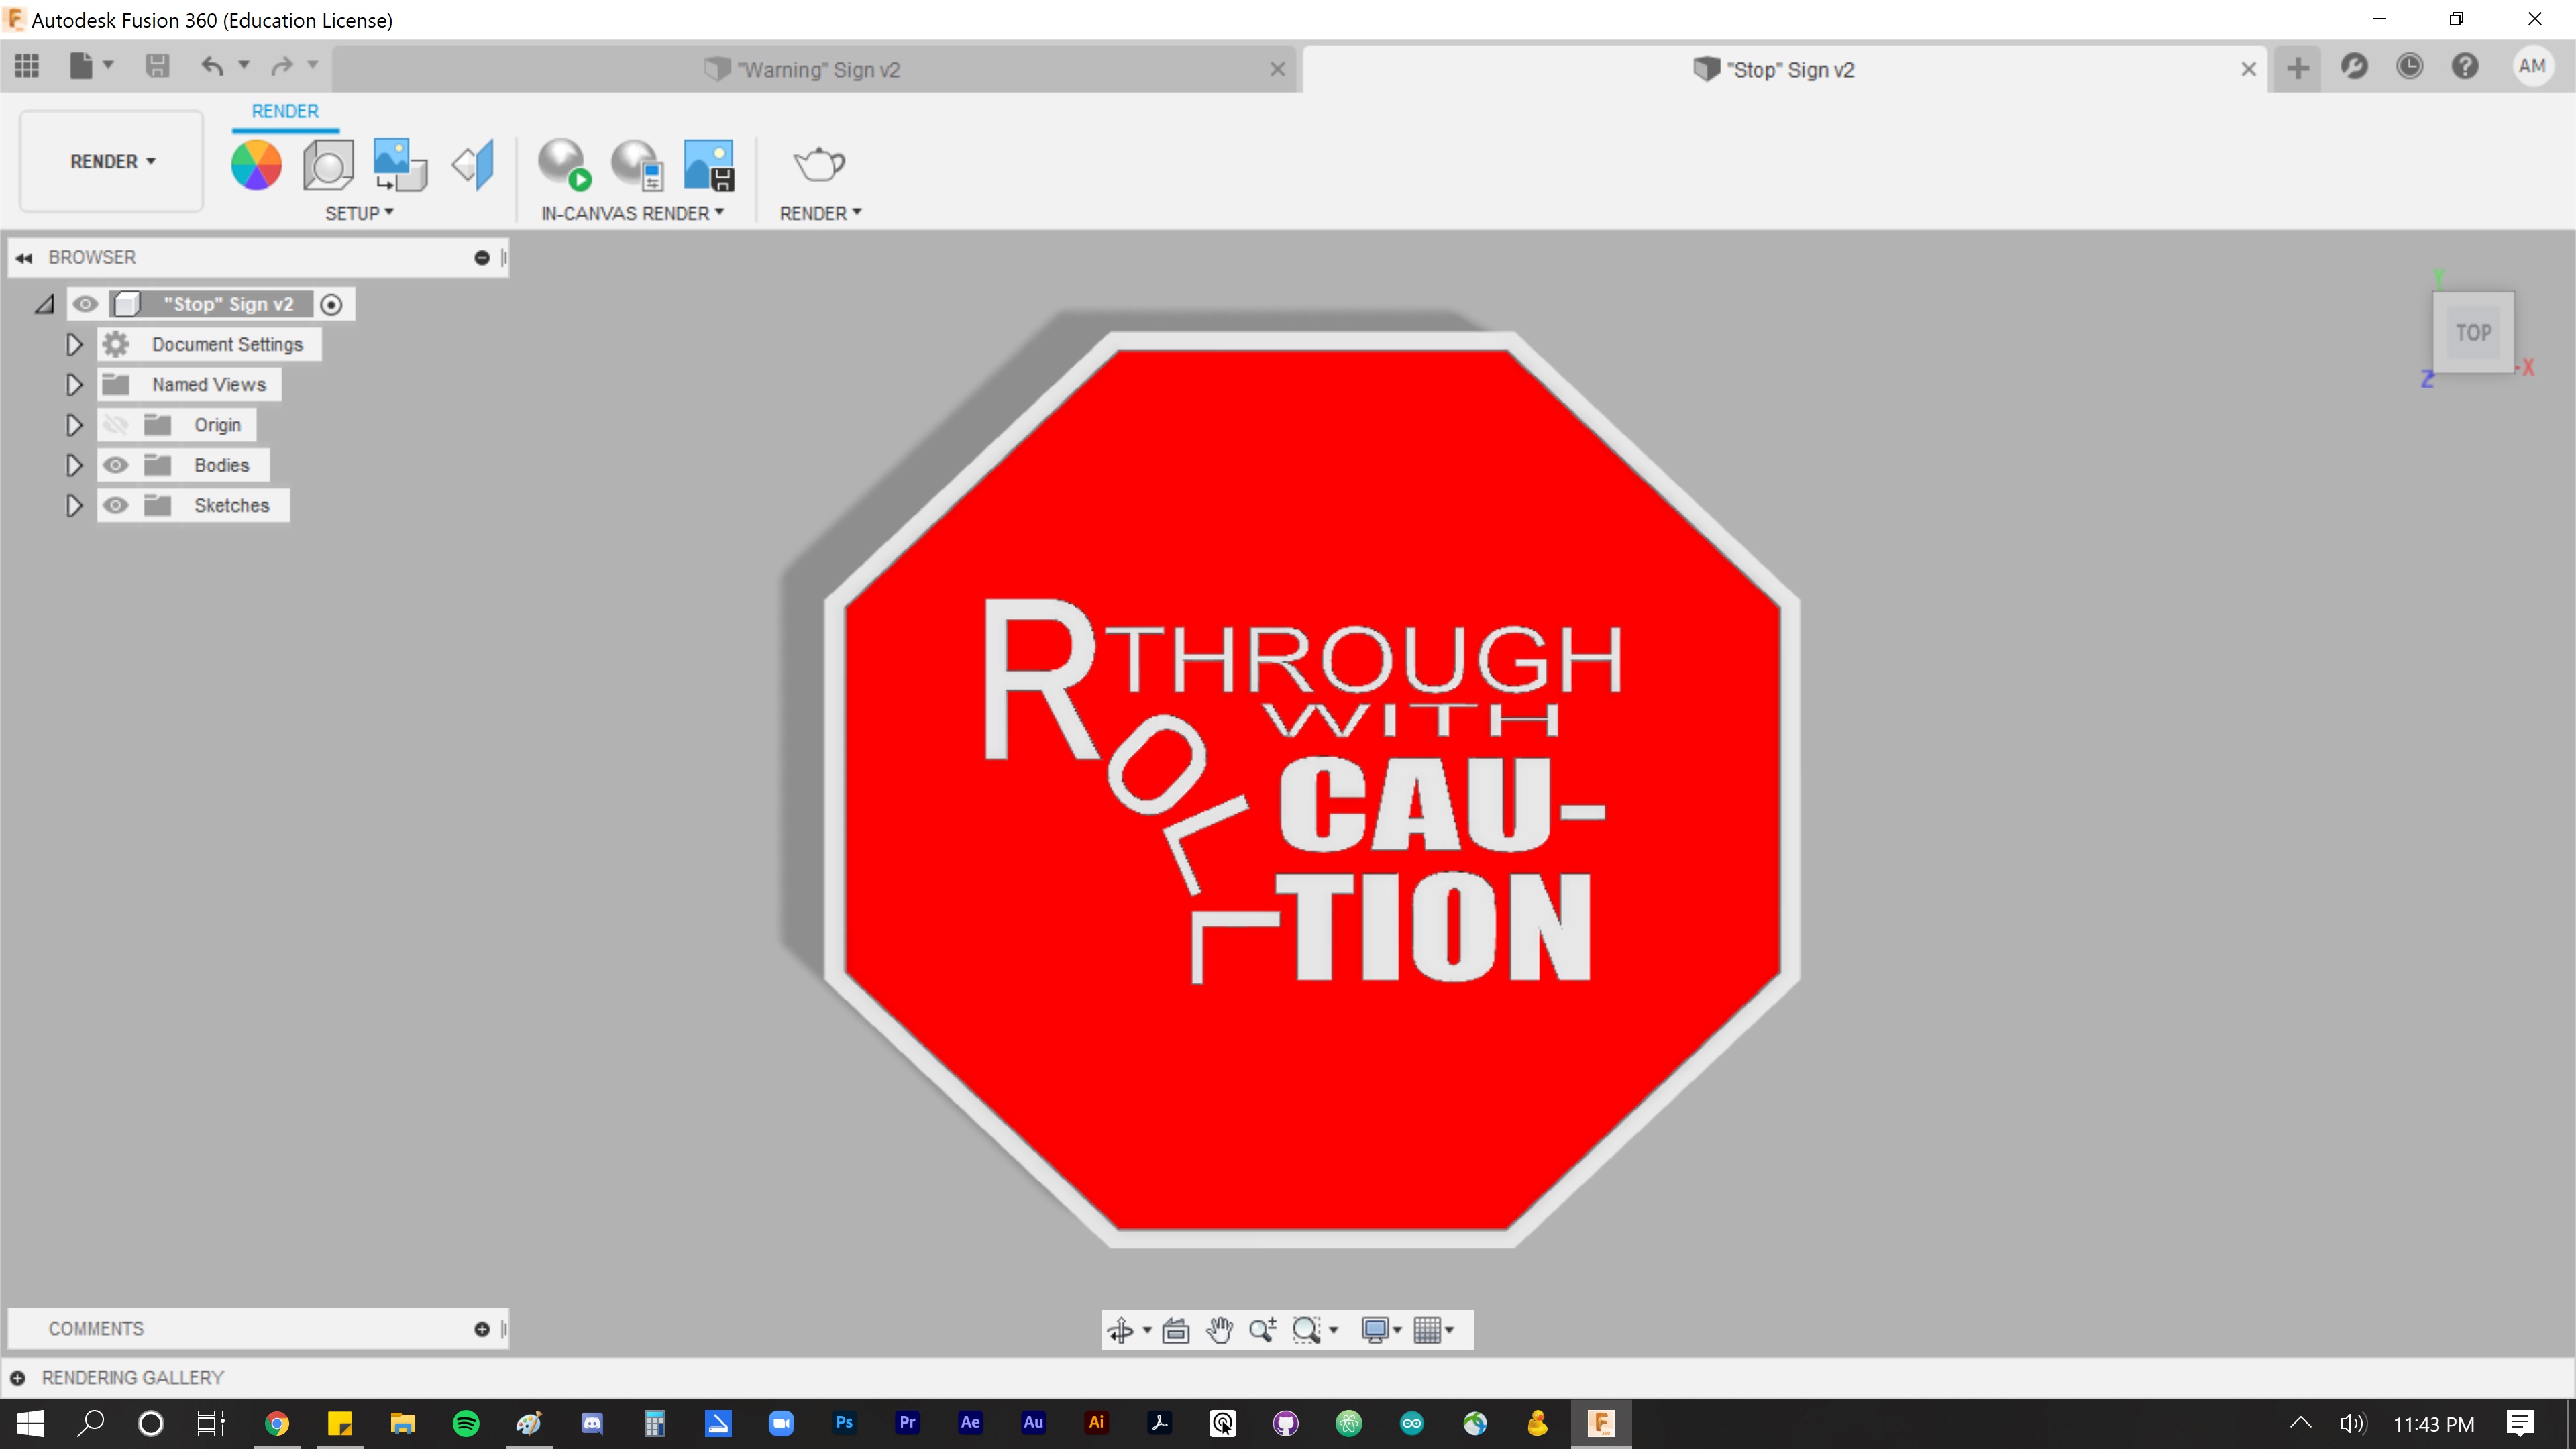 Autodesk Fusion 360 (Education License)
"Warning" Sign v2
"Stop" Sign v2
AM
RENDER
RENDER
SETUP
IN-CANVAS RENDER
RENDER
BROWSER
"Stop" Sign v2
Document Settings
Named Views
Origin
Bodies
Sketches
Y
TOP
Z
X
ROLL
THROUGH
WITH
CAU-
TION
COMMENTS
RENDERING GALLERY
Ps
Pr
Ae
Au
Ai
F
11:43 PM